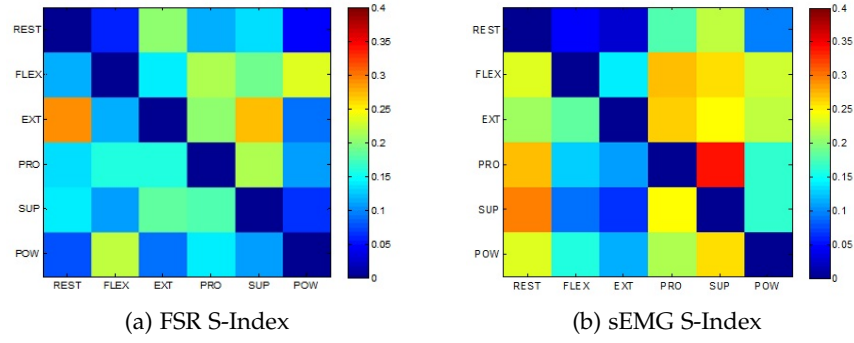 REST
FLEX
EXT
PRO
SUP
POW
REST FLEX EXT PRO SUP POW
0.4
0.35
0.3
0.25
0.2
0.15
0.1
0.05
0
(a) FSR S-Index
REST
FLEX
EXT
PRO
SUP
POW
REST FLEX EXT PRO SUP POW
0.4
0.35
0.3
0.25
0.2
0.15
0.1
0.05
0
(b) sEMG S-Index